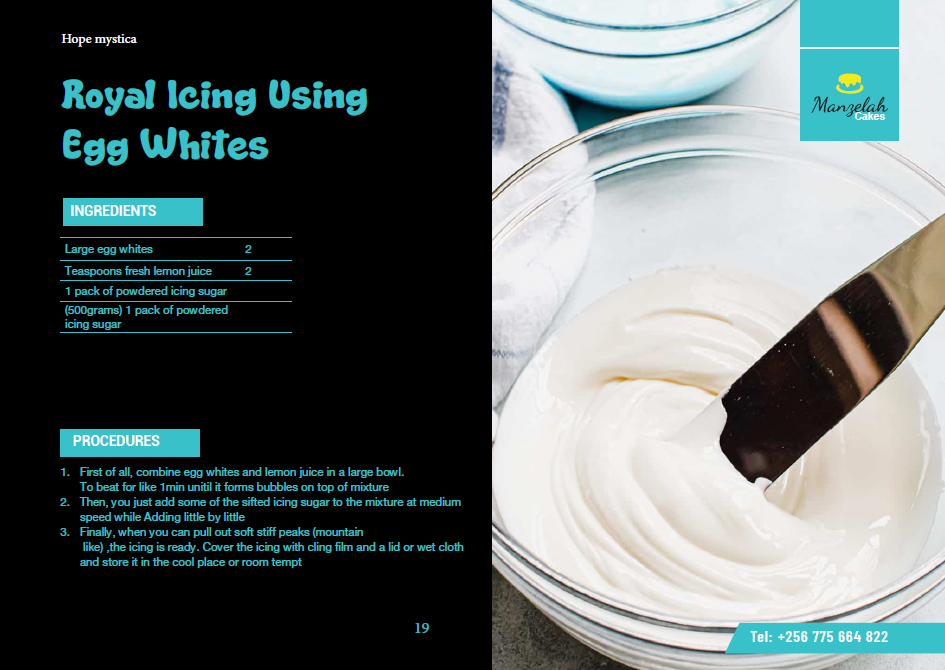 Hope mystica
Royal Icing Using
Egg Whites
INGREDIENTS
Large egg whites 2
Teaspoons fresh lemon juice 2
1 pack of powdered icing sugar
(500grams) 1 pack of powdered
icing sugar
PROCEDURES
1. First of all, combine egg whites and lemon juice in a large bowl.
To beat for like 1min unitil it forms bubbles on top of mixture
2. Then, you just add some of the sifted icing sugar to the mixture at medium
speed while Adding little by little
3. Finally, when you can pull out soft stiff peaks (mountain
like) ,the icing is ready. Cover the icing with cling film and a lid or wet cloth
and store it in the cool place or room tempt
19
Manzelah
Cakes
Tel: +256 775 664 822